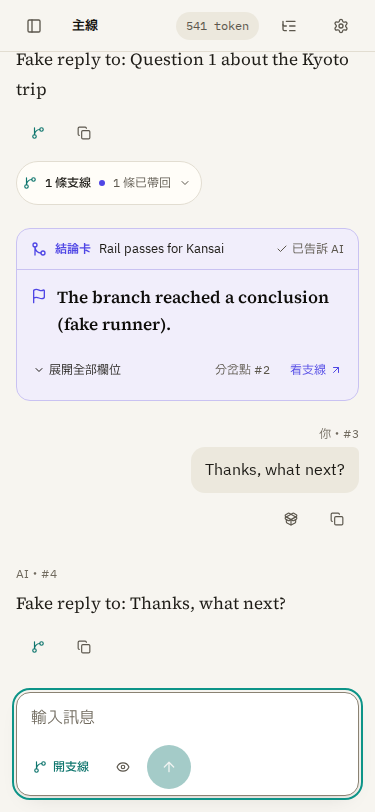 主線
541 token
Fake reply to: Question 1 about the Kyoto
trip
1 條支線 • 1 條已帶回
結論卡 Rail passes for Kansai
已告訴 AI
The branch reached a conclusion
(fake runner).
展開全部欄位
分岔點 #2
看支線
你・#3
Thanks, what next?
AI・#4
Fake reply to: Thanks, what next?
輸入訊息
開支線